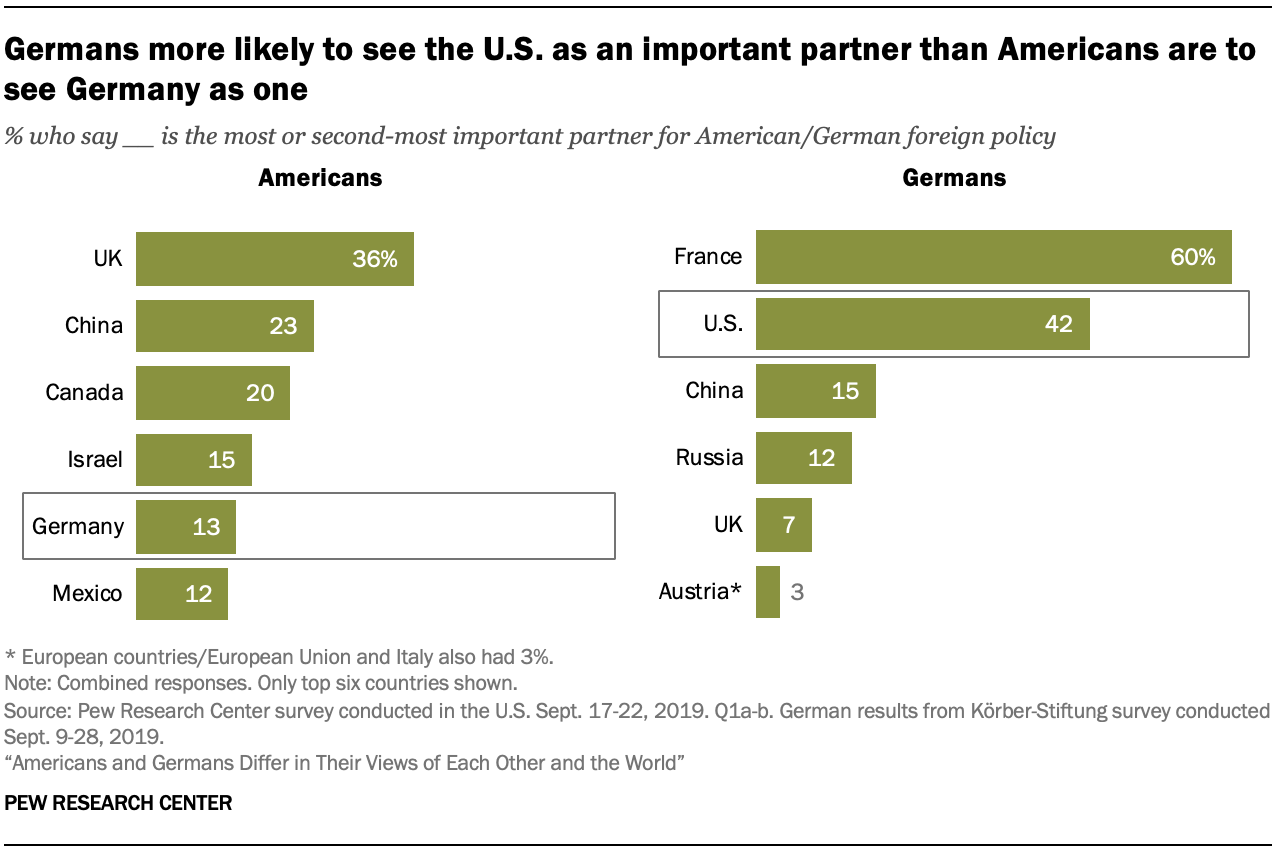 Germans more likely to see the U.S. as an important partner than Americans are to
see Germany as one
% who say __ is the most or second-most important partner for American/German foreign policy
Americans
UK 36%
China 23
Canada 20
Israel 15
Germany 13
Mexico 12
Germans
France 60%
U.S. 42
China 15
Russia 12
UK 7
Austria* 3
* European countries/European Union and Italy also had 3%.
Note: Combined responses. Only top six countries shown.
Source: Pew Research Center survey conducted in the U.S. Sept. 17-22, 2019. Q1a-b. German results from Körber-Stiftung survey conducted
Sept. 9-28, 2019.
“Americans and Germans Differ in Their Views of Each Other and the World”
PEW RESEARCH CENTER